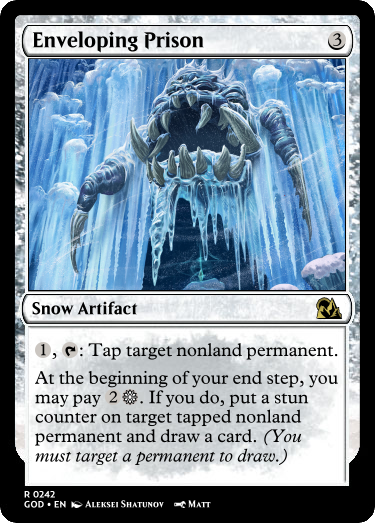 Enveloping Prison 3
Snow Artifact
1, : Tap target nonland permanent.
At the beginning of your end step, you
may pay 2 . If you do, put a stun
counter on target tapped nonland
permanent and draw a card. (You
must target a permanent to draw.)
R 0242
GOD • EN Aleksei Shatunov Matt